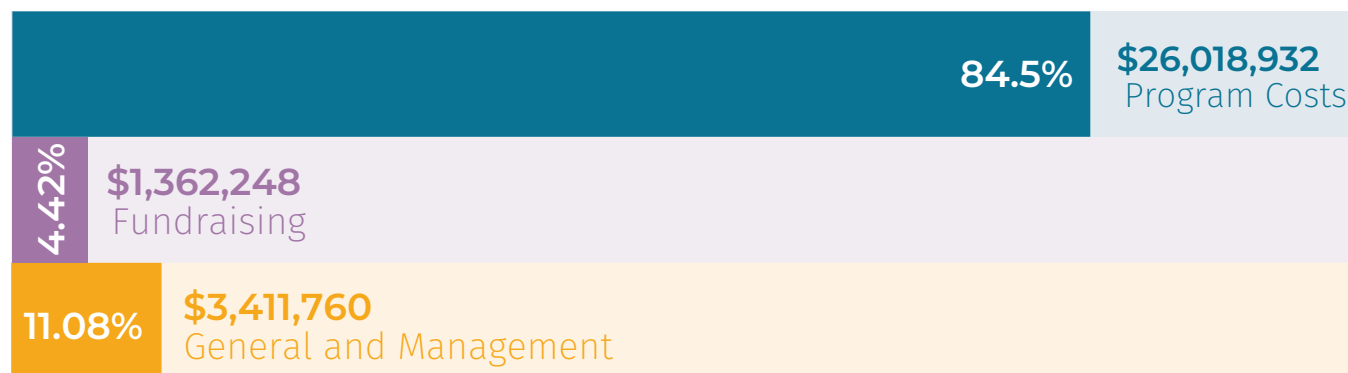 84.5%
$26,018,932
Program Costs
4.42%
$1,362,248
Fundraising
11.08%
$3,411,760
General and Management